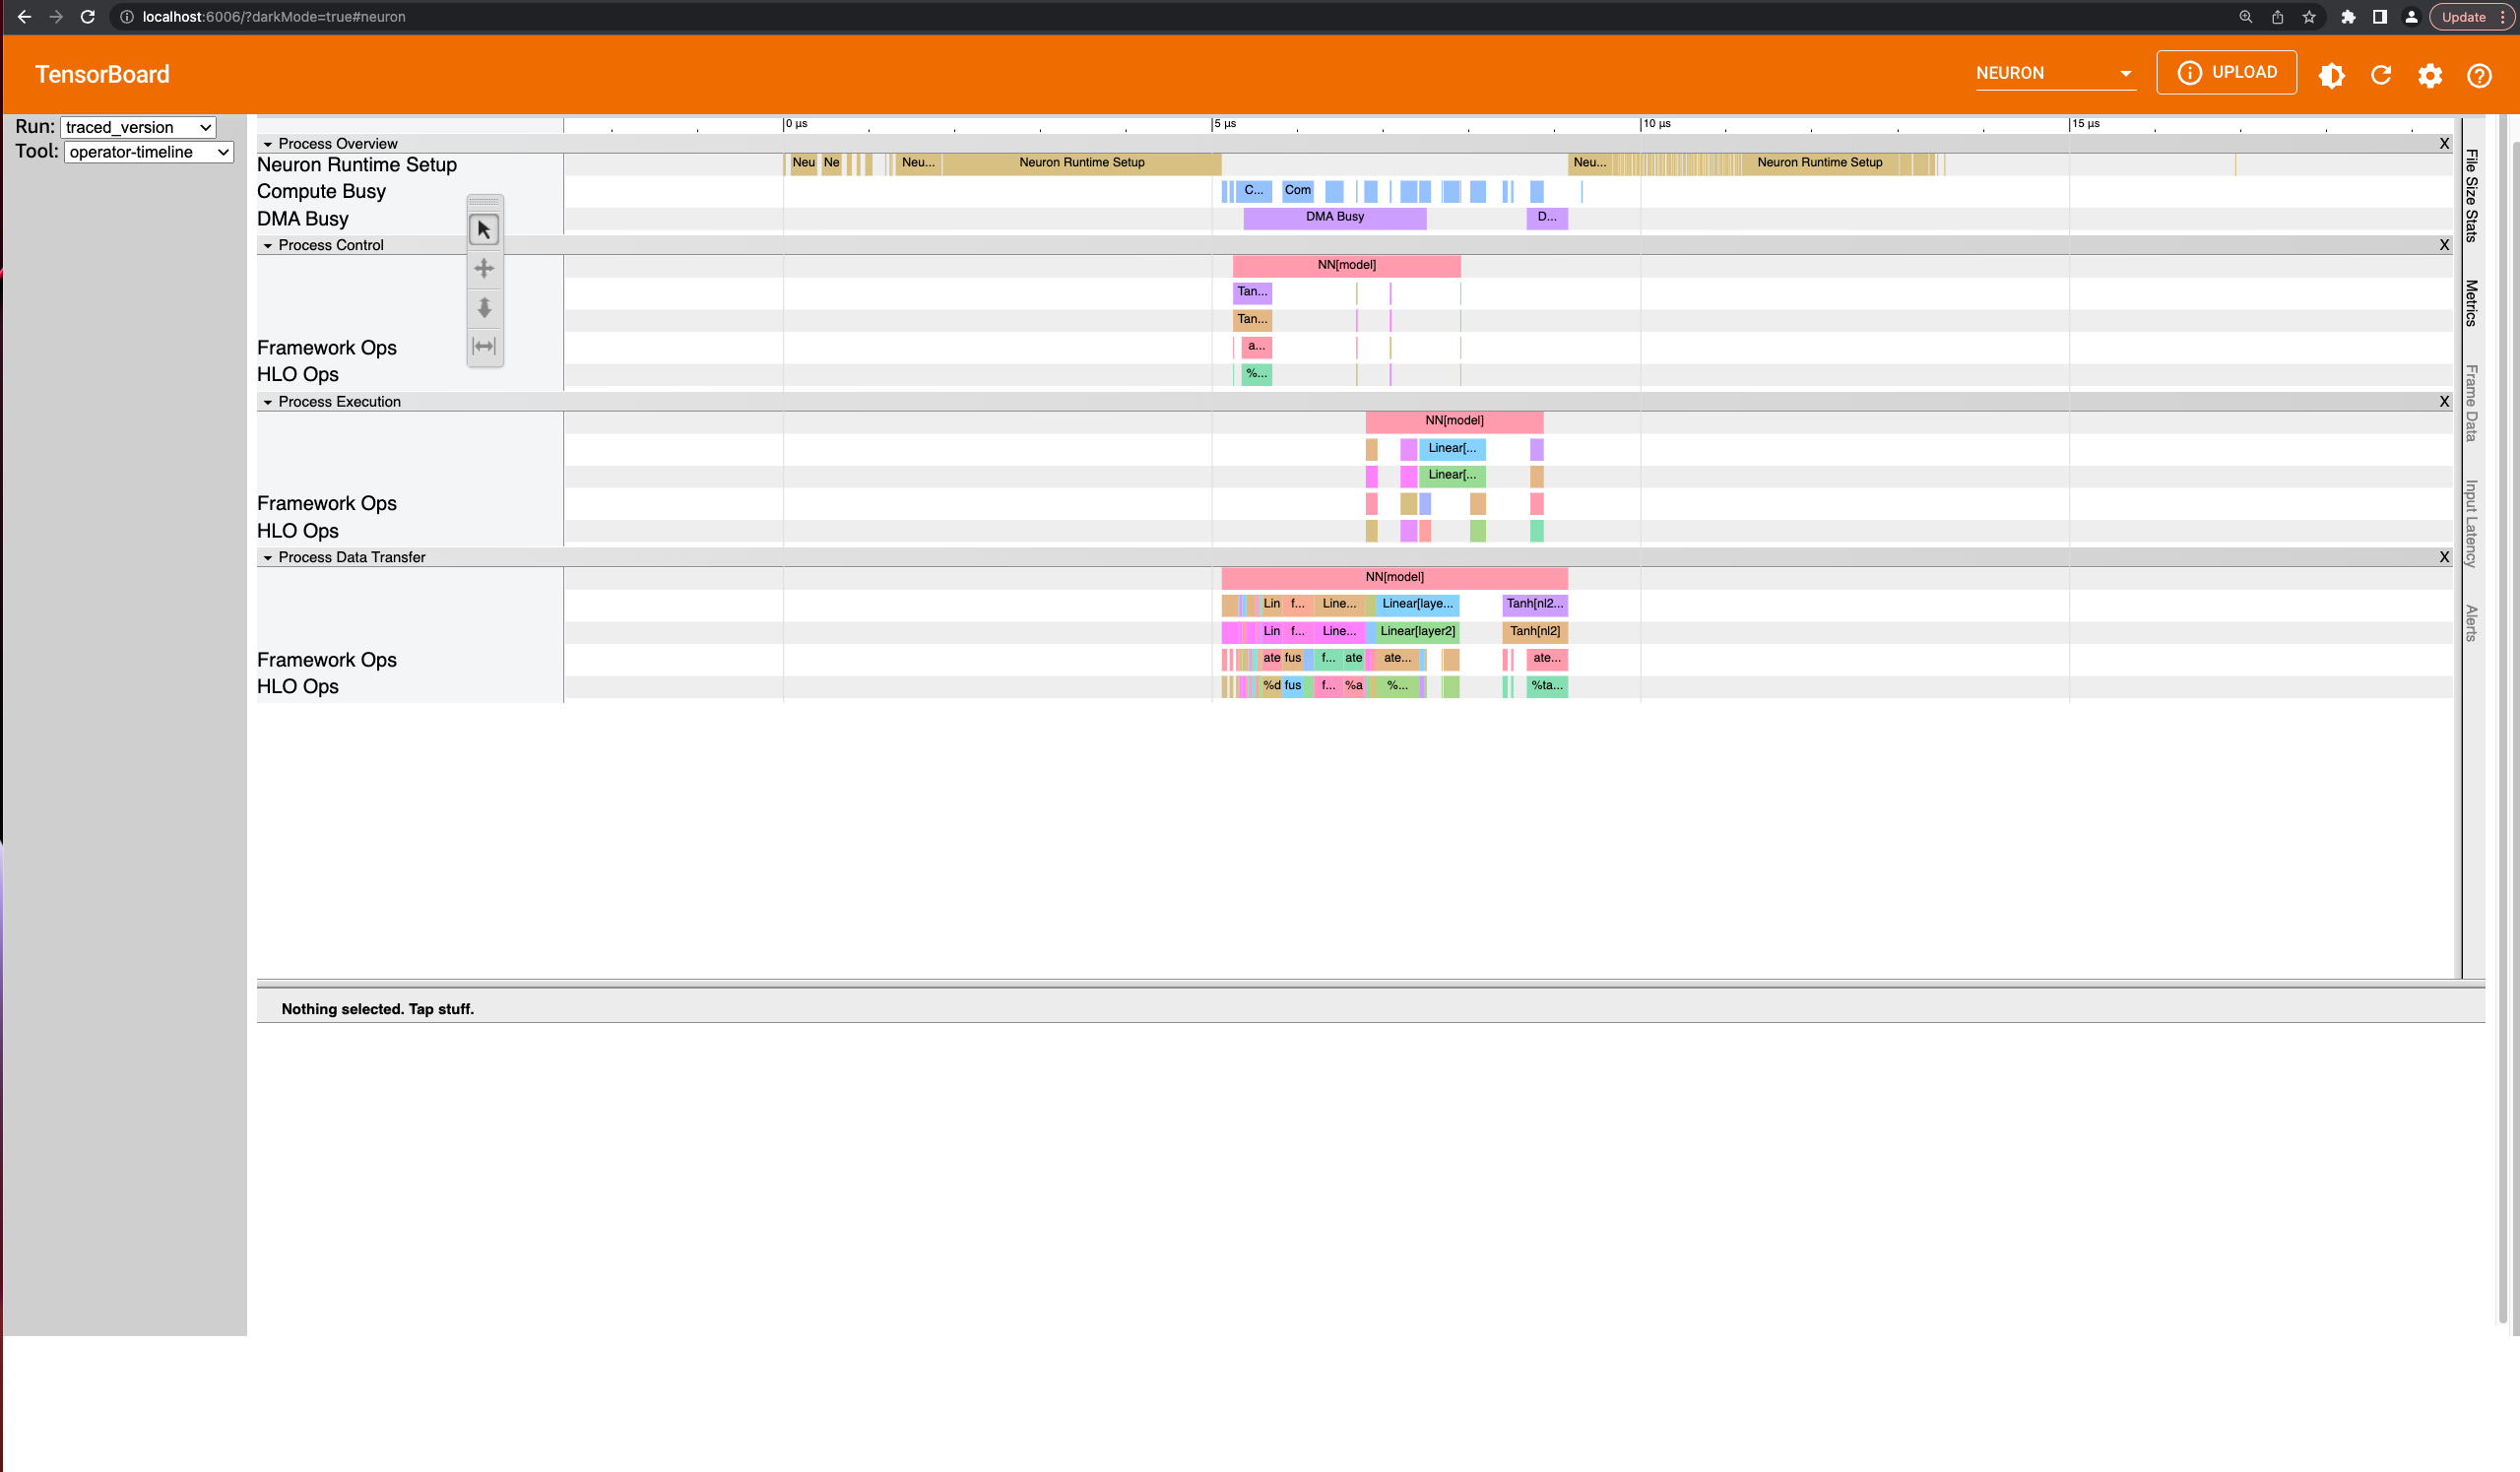 localhost:6006/?darkMode=true#neuron
Update
TensorBoard
NEURON
UPLOAD
Run: traced_version
Tool: operator-timeline
0 µs 5 µs 10 µs 15 µs
Process Overview X
Neuron Runtime Setup Neu Ne Neu... Neuron Runtime Setup Neu... Neuron Runtime Setup
Compute Busy C... Com
DMA Busy DMA Busy D...
Process Control X
NN[model]
Tan...
Tan...
Framework Ops a...
HLO Ops %...
Process Execution X
NN[model]
Linear[...
Linear[...
Framework Ops
HLO Ops
Process Data Transfer X
NN[model]
Lin f... Line... Linear[laye... Tanh[nl2...
Lin f... Line... Linear[layer2] Tanh[nl2]
Framework Ops ate fus f... ate ate... ate...
HLO Ops %d fus f... %a %... %ta...
File Size Stats
Metrics
Frame Data
Input Latency
Alerts
Nothing selected. Tap stuff.